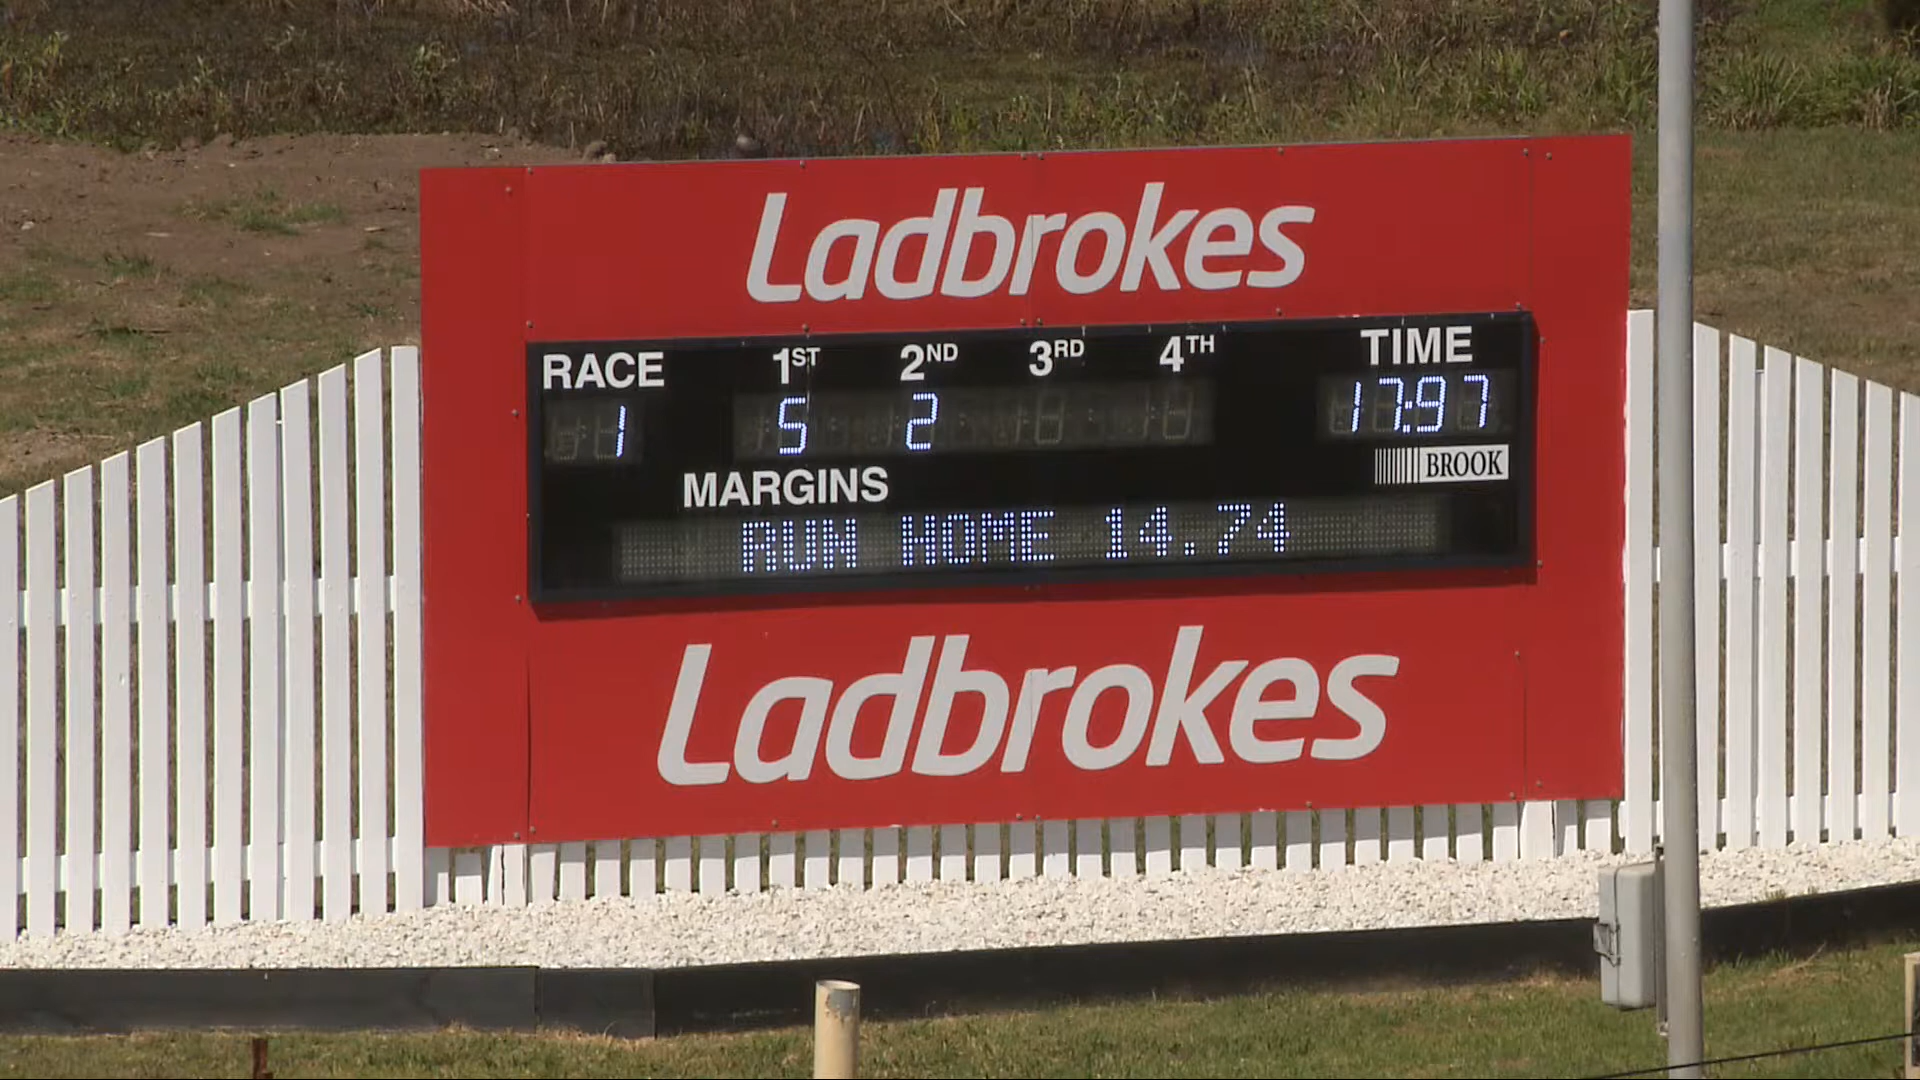 Ladbrokes
RACE 1ST 2ND 3RD 4TH TIME
1 5 2 17:97
BROOK
MARGINS
RUN HOME 14.74
Ladbrokes